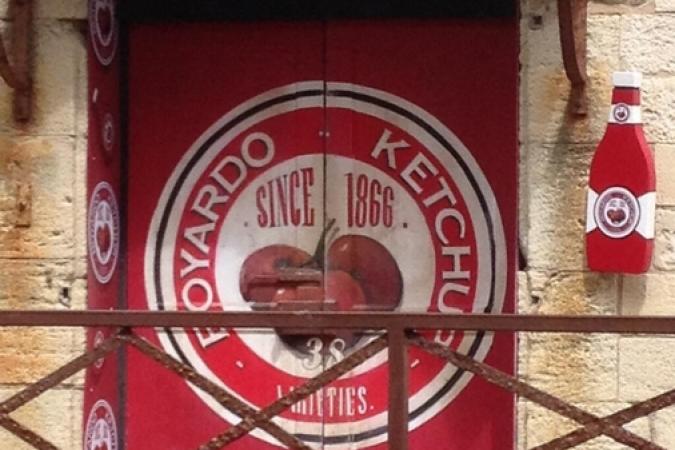 BOYARDO KETCHUP
SINCE 1866
38
VARIETIES.